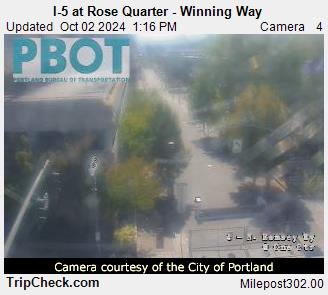 I-5 at Rose Quarter - Winning Way
Updated Oct 02 2024 1:16 PM Camera 4
PBOT
PORTLAND BUREAU OF TRANSPORTATION
Camera courtesy of the City of Portland
TripCheck.com Milepost302.00